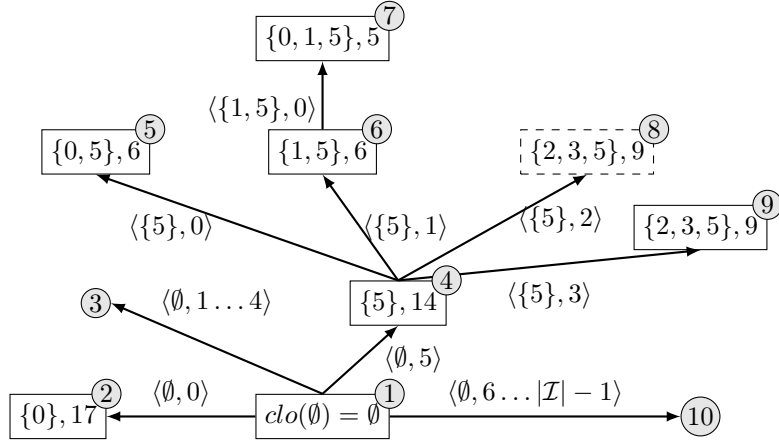 7
{0, 1, 5}, 5
⟨{1, 5}, 0⟩
5
{0, 5}, 6
6
{1, 5}, 6
8
{2, 3, 5}, 9
9
{2, 3, 5}, 9
⟨{5}, 0⟩
⟨{5}, 1⟩
⟨{5}, 2⟩
⟨{5}, 3⟩
4
{5}, 14
3
⟨∅, 1 … 4⟩
⟨∅, 5⟩
2
{0}, 17
⟨∅, 0⟩
1
clo(∅) = ∅
⟨∅, 6 … |ℐ| − 1⟩
10